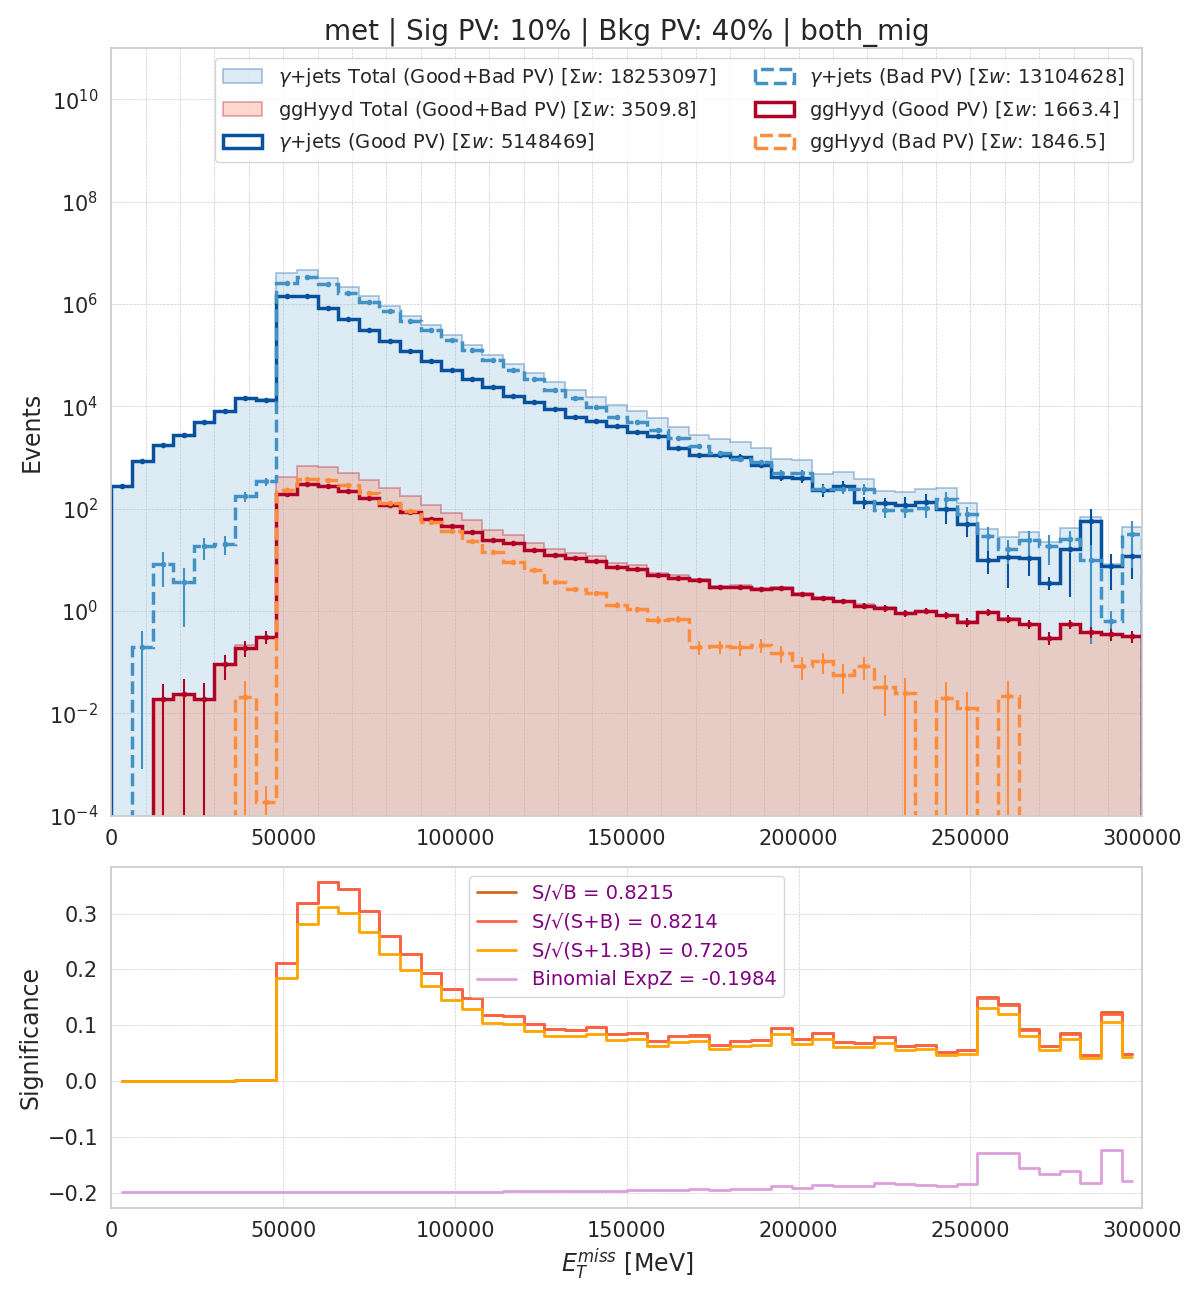 met | Sig PV: 10% | Bkg PV: 40% | both_mig
γ+jets Total (Good+Bad PV) [Σw: 18253097]
ggHyyd Total (Good+Bad PV) [Σw: 3509.8]
γ+jets (Good PV) [Σw: 5148469]
γ+jets (Bad PV) [Σw: 13104628]
ggHyyd (Good PV) [Σw: 1663.4]
ggHyyd (Bad PV) [Σw: 1846.5]
Events
10^10
10^8
10^6
10^4
10^2
10^0
10^−2
10^−4
0 50000 100000 150000 200000 250000 300000
S/√B = 0.8215
S/√(S+B) = 0.8214
S/√(S+1.3B) = 0.7205
Binomial ExpZ = -0.1984
Significance
0.3
0.2
0.1
0.0
−0.1
−0.2
0 50000 100000 150000 200000 250000 300000
E_T^miss [MeV]